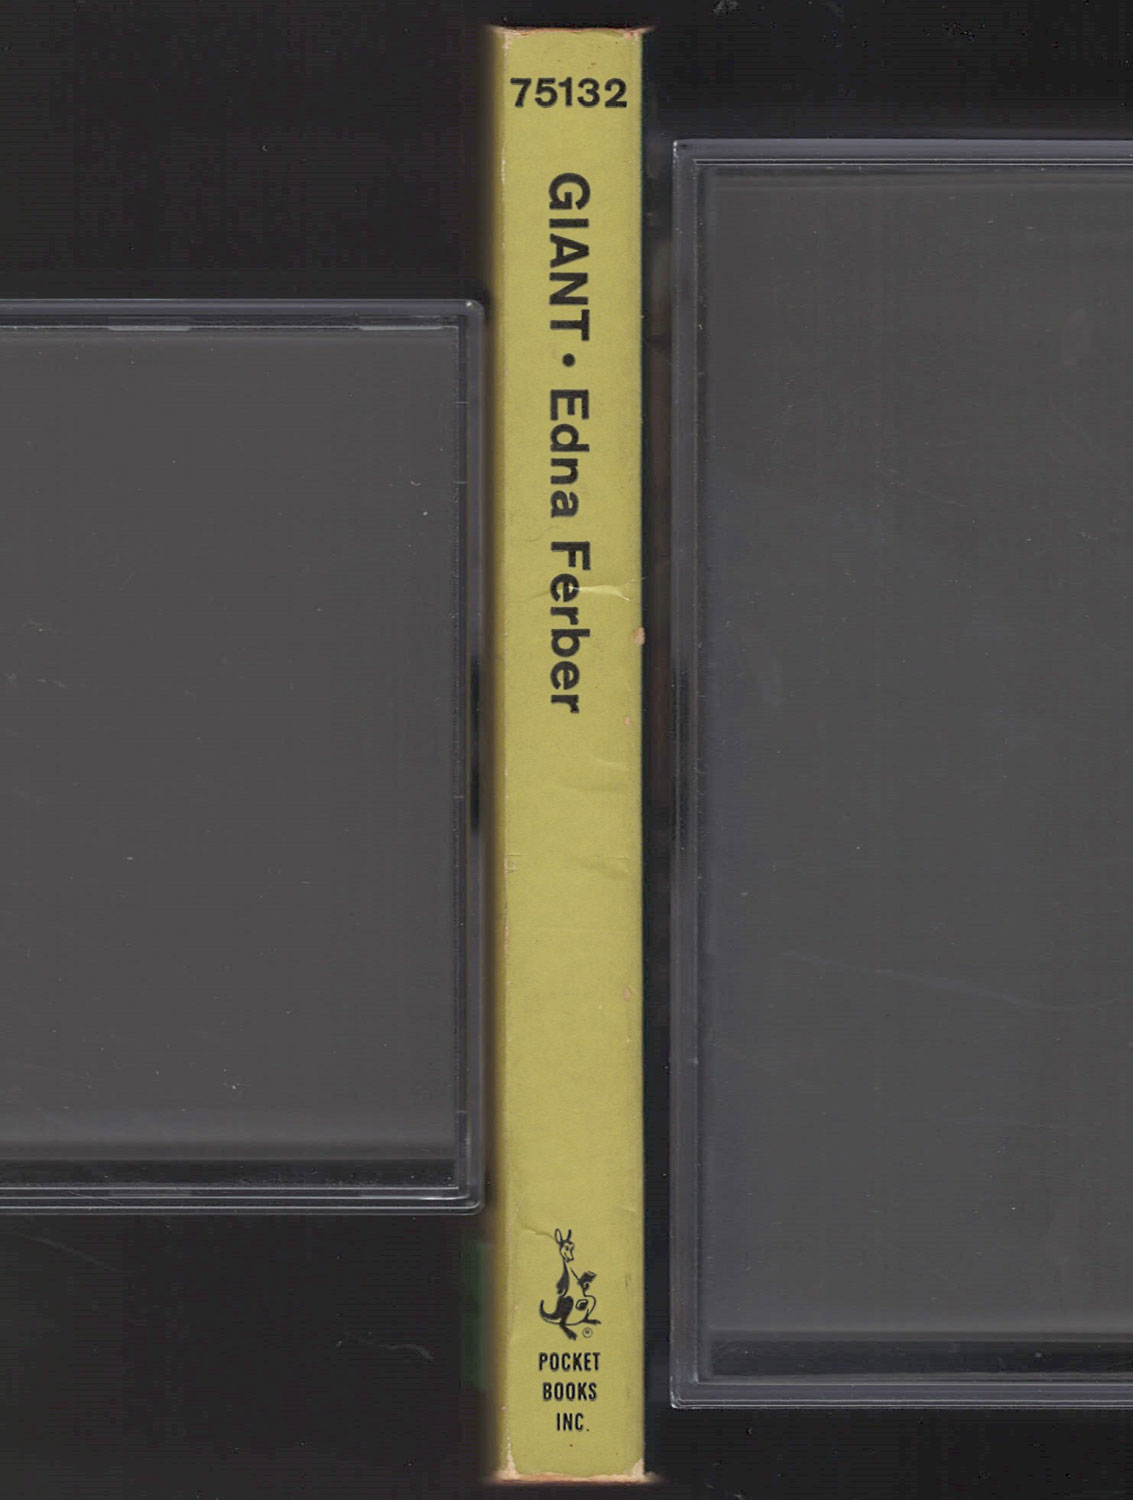 75132
GIANT • Edna Ferber
®
POCKET
BOOKS
INC.